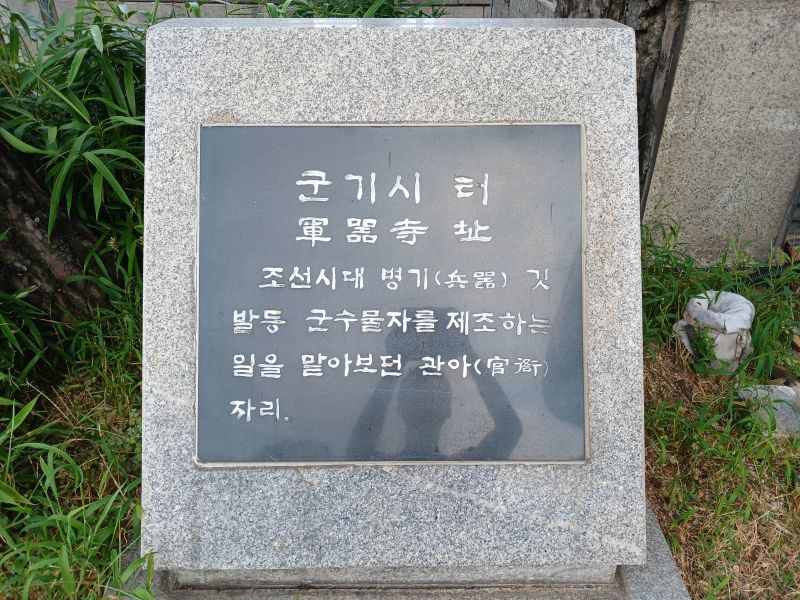 군기시 터
軍器寺 址
조선시대 병기(兵器) 깃
발등 군수물자를 제조하는
일을 맡아보던 관아(官衙)
자리.